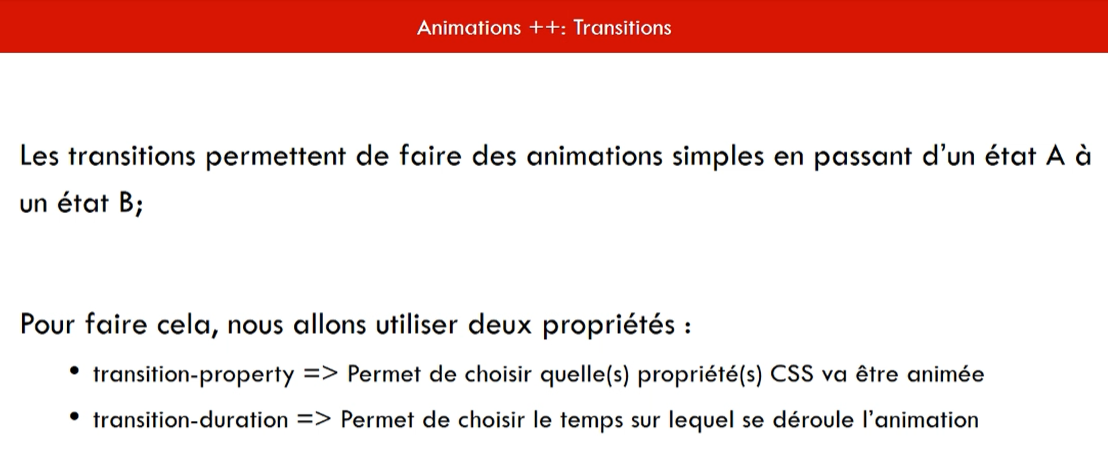 Animations ++: Transitions
Les transitions permettent de faire des animations simples en passant d’un état A à
un état B;
Pour faire cela, nous allons utiliser deux propriétés :
• transition-property => Permet de choisir quelle(s) propriété(s) CSS va être animée
• transition-duration => Permet de choisir le temps sur lequel se déroule l’animation